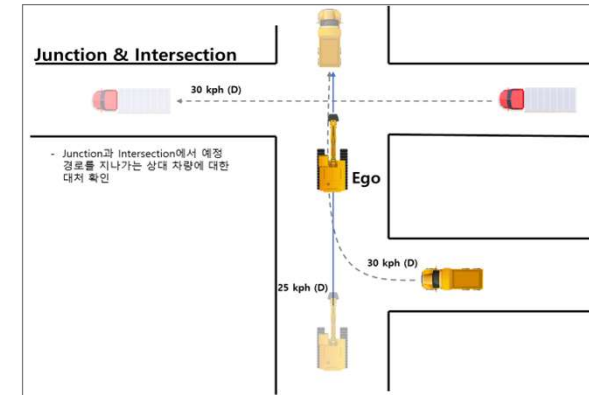 Junction & Intersection
30 kph (D)
- Junction과 Intersection에서 예정
경로를 지나가는 상대 차량에 대한
대처 확인
Ego
30 kph (D)
25 kph (D)